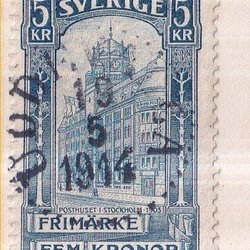 SVERIGE
5 5
KR KR
19
5
1914
POSTHUSET I STOCKHOLM 1903
FRIMÄRKE
FEM KRONOR